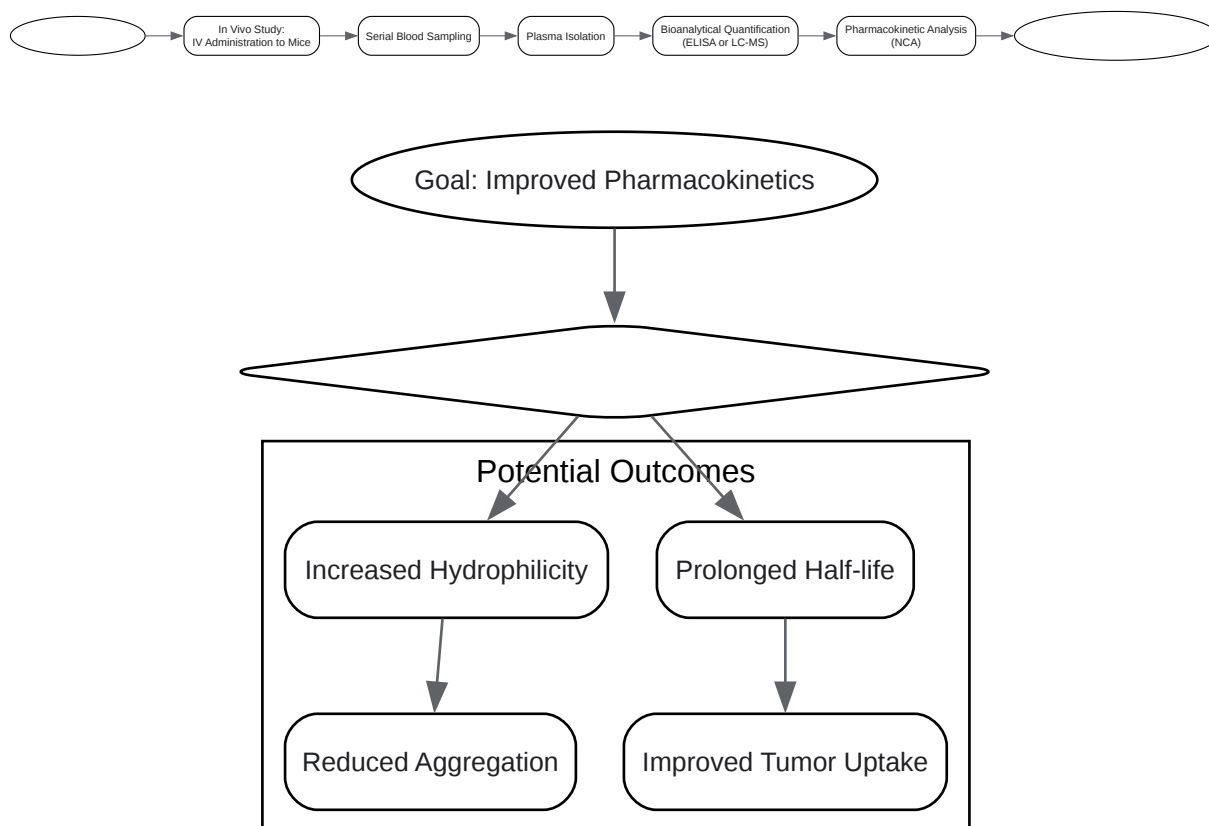 In Vivo Study:
IV Administration to Mice
Serial Blood Sampling
Plasma Isolation
Bioanalytical Quantification
(ELISA or LC-MS)
Pharmacokinetic Analysis
(NCA)
Goal: Improved Pharmacokinetics
Potential Outcomes
Increased Hydrophilicity
Prolonged Half-life
Reduced Aggregation
Improved Tumor Uptake